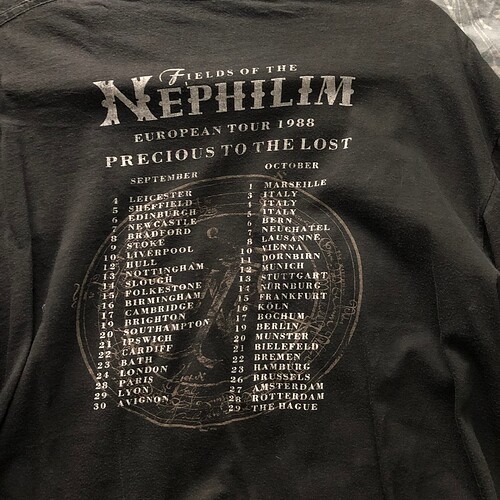 FIELDS OF THE
NEPHILIM
EUROPEAN TOUR 1988
PRECIOUS TO THE LOST
SEPTEMBER
4 LEICESTER
5 SHEFFIELD
6 EDINBURGH
7 NEWCASTLE
8 BRADFORD
9 STOKE
10 LIVERPOOL
12 HULL
13 NOTTINGHAM
14 SLOUGH
15 FOLKESTONE
16 BIRMINGHAM
17 CAMBRIDGE
19 BRIGHTON
20 SOUTHAMPTON
21 IPSWICH
22 CARDIFF
23 BATH
24 LONDON
28 PARIS
29 LYON
30 AVIGNON
OCTOBER
1 MARSEILLE
3 ITALY
4 ITALY
5 ITALY
6 BERN
7 NEUCHATEL
8 LAUSANNE
10 VIENNA
11 DORNBIRN
12 MUNICH
13 STUTTGART
14 NÜRNBURG
15 FRANKFURT
16 KÖLN
17 BOCHUM
19 BERLIN
20 MUNSTER
21 BIELEFELD
22 BREMEN
23 HAMBURG
26 BRUSSELS
27 AMSTERDAM
28 ROTTERDAM
29 THE HAGUE